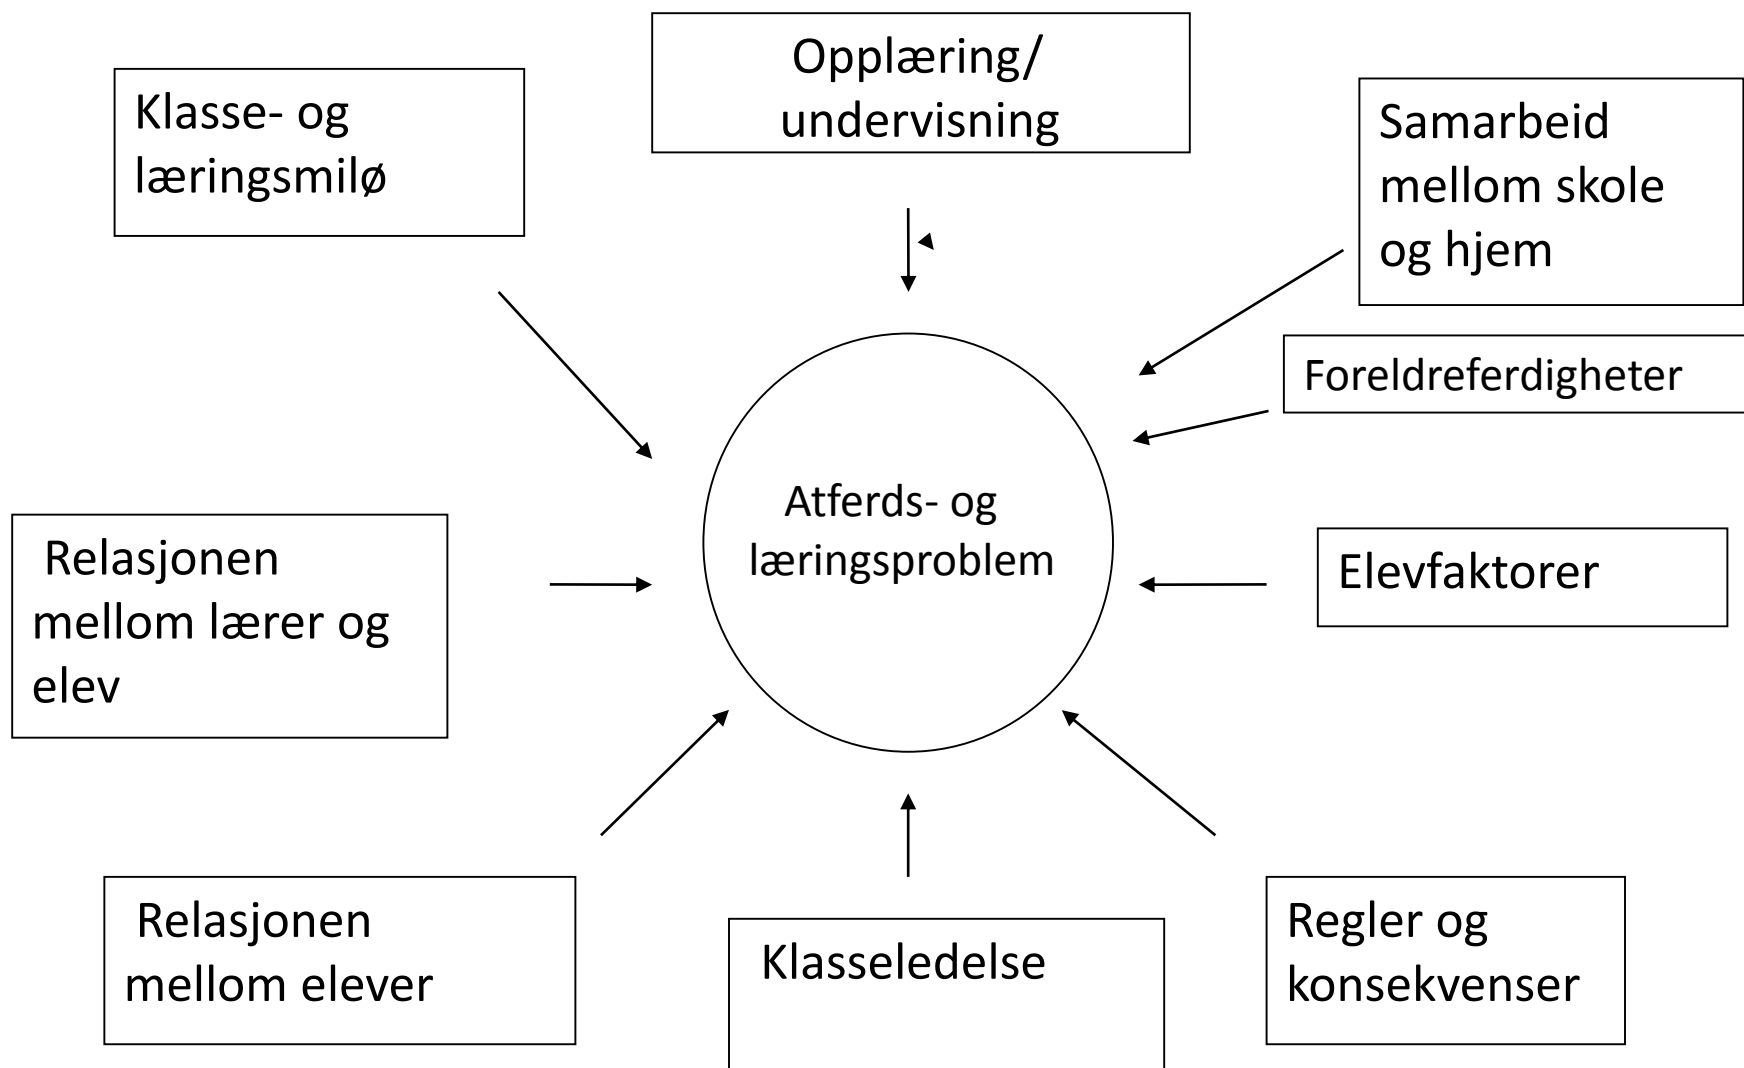 Opplæring/
undervisning
Klasse- og
læringsmilø
Samarbeid
mellom skole
og hjem
Foreldreferdigheter
Atferds- og
læringsproblem
Relasjonen
mellom lærer og
elev
Elevfaktorer
Relasjonen
mellom elever
Klasseledelse
Regler og
konsekvenser